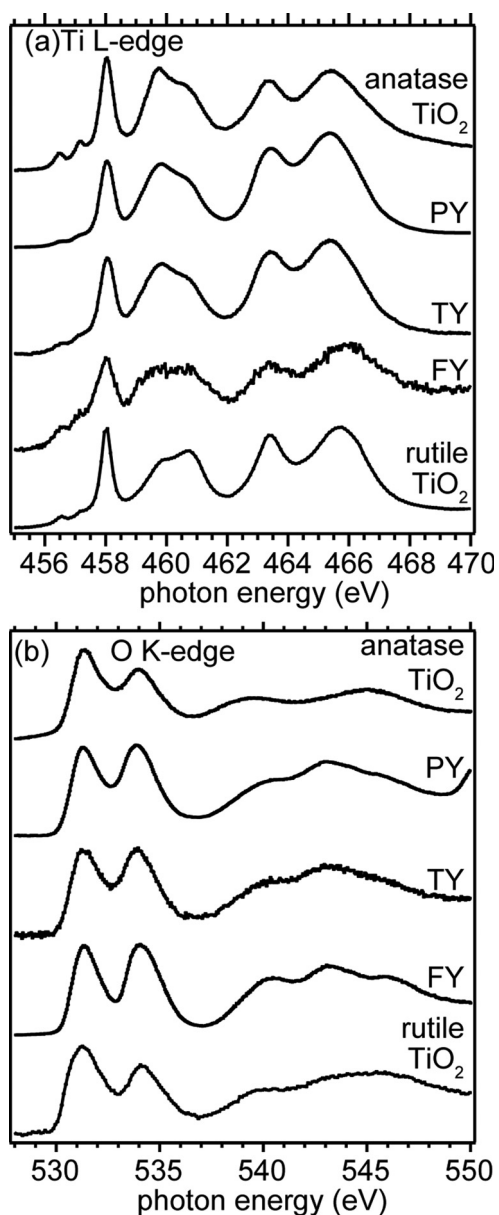 (a)Ti L-edge
anatase
TiO2
PY
TY
FY
rutile
TiO2
456 458 460 462 464 466 468 470
photon energy (eV)
(b) O K-edge anatase
TiO2
PY
TY
FY
rutile
TiO2
530 535 540 545 550
photon energy (eV)